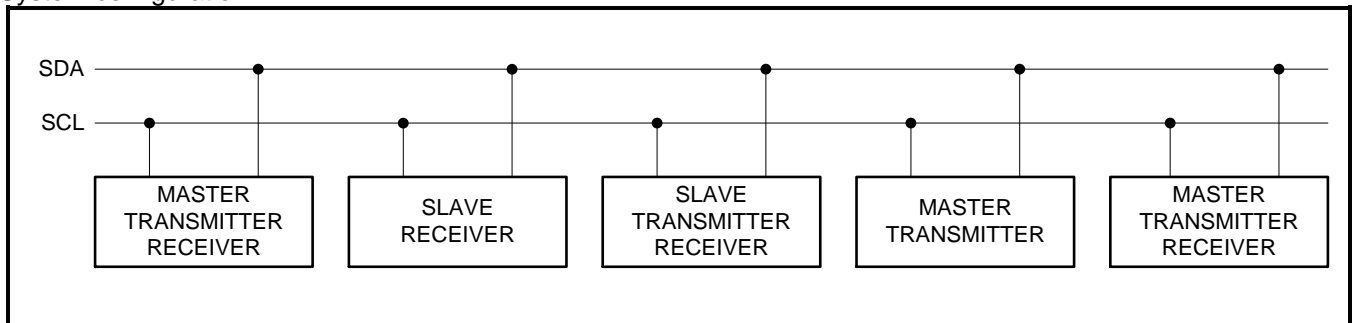 SDA
SCL
MASTER
TRANSMITTER
RECEIVER
SLAVE
RECEIVER
SLAVE
TRANSMITTER
RECEIVER
MASTER
TRANSMITTER
MASTER
TRANSMITTER
RECEIVER